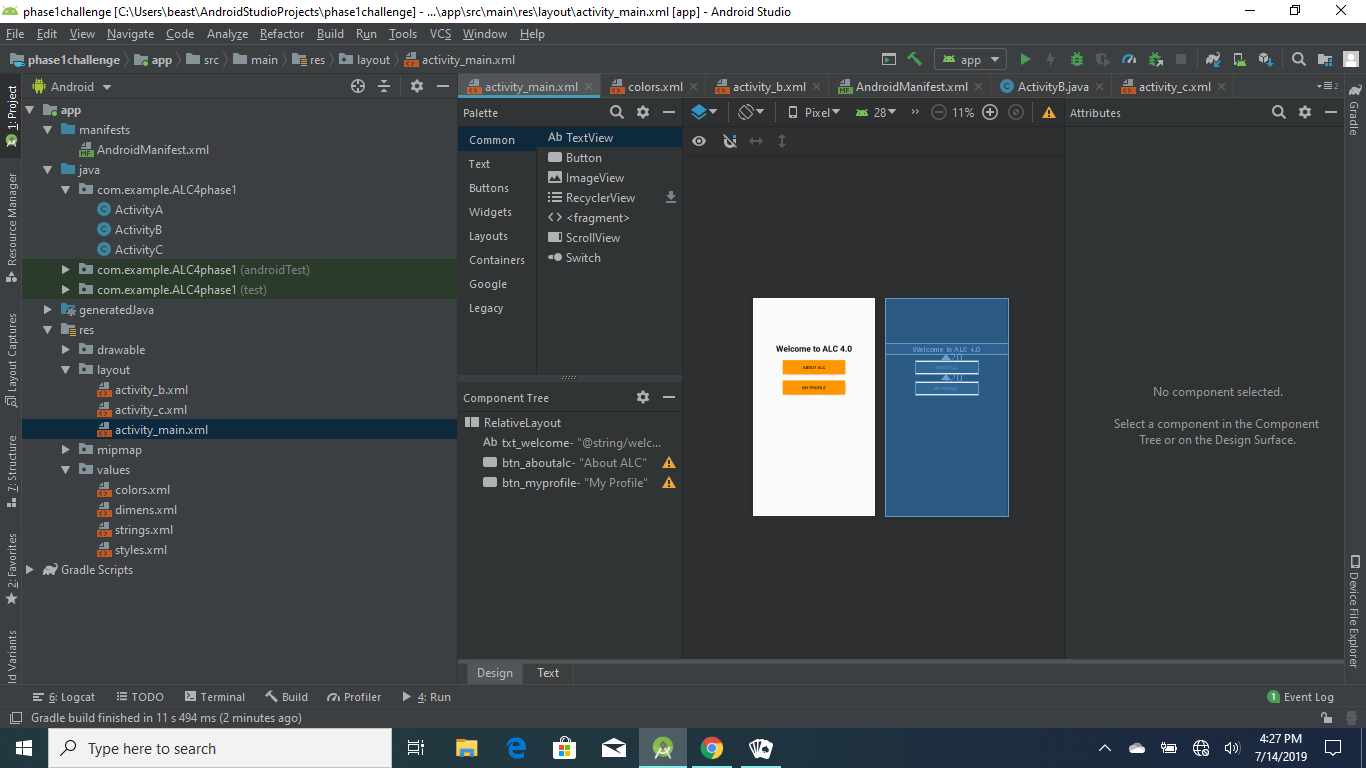 phase1challenge [C:\Users\beast\AndroidStudioProjects\phase1challenge] - ...\app\src\main\res\layout\activity_main.xml [app] - Android Studio
File Edit View Navigate Code Analyze Refactor Build Run Tools VCS Window Help
phase1challenge app src main res layout activity_main.xml app
1: Project
Resource Manager
Layout Captures
7: Structure
2: Favorites
ld Variants
Android
app
manifests
AndroidManifest.xml
java
com.example.ALC4phase1
ActivityA
ActivityB
ActivityC
com.example.ALC4phase1 (androidTest)
com.example.ALC4phase1 (test)
generatedJava
res
drawable
layout
activity_b.xml
activity_c.xml
activity_main.xml
mipmap
values
colors.xml
dimens.xml
strings.xml
styles.xml
Gradle Scripts
activity_main.xml colors.xml activity_b.xml AndroidManifest.xml ActivityB.java activity_c.xml 2
Palette
Common
Text
Buttons
Widgets
Layouts
Containers
Google
Legacy
Ab TextView
Button
ImageView
RecyclerView
<fragment>
ScrollView
Switch
Component Tree
RelativeLayout
Ab txt_welcome- "@string/welc...
btn_aboutalc- "About ALC"
btn_myprofile- "My Profile"
Pixel 28 » 11%
Welcome to ALC 4.0
ABOUT ALC
MY PROFILE
Welcome to ALC 4.0
20
20
MY PROFILE
Attributes
No component selected.
Select a component in the Component
Tree or on the Design Surface.
Gradle
Device File Explorer
Design Text
6: Logcat TODO Terminal Build Profiler 4: Run 1 Event Log
Gradle build finished in 11 s 494 ms (2 minutes ago)
Type here to search
4:27 PM
7/14/2019